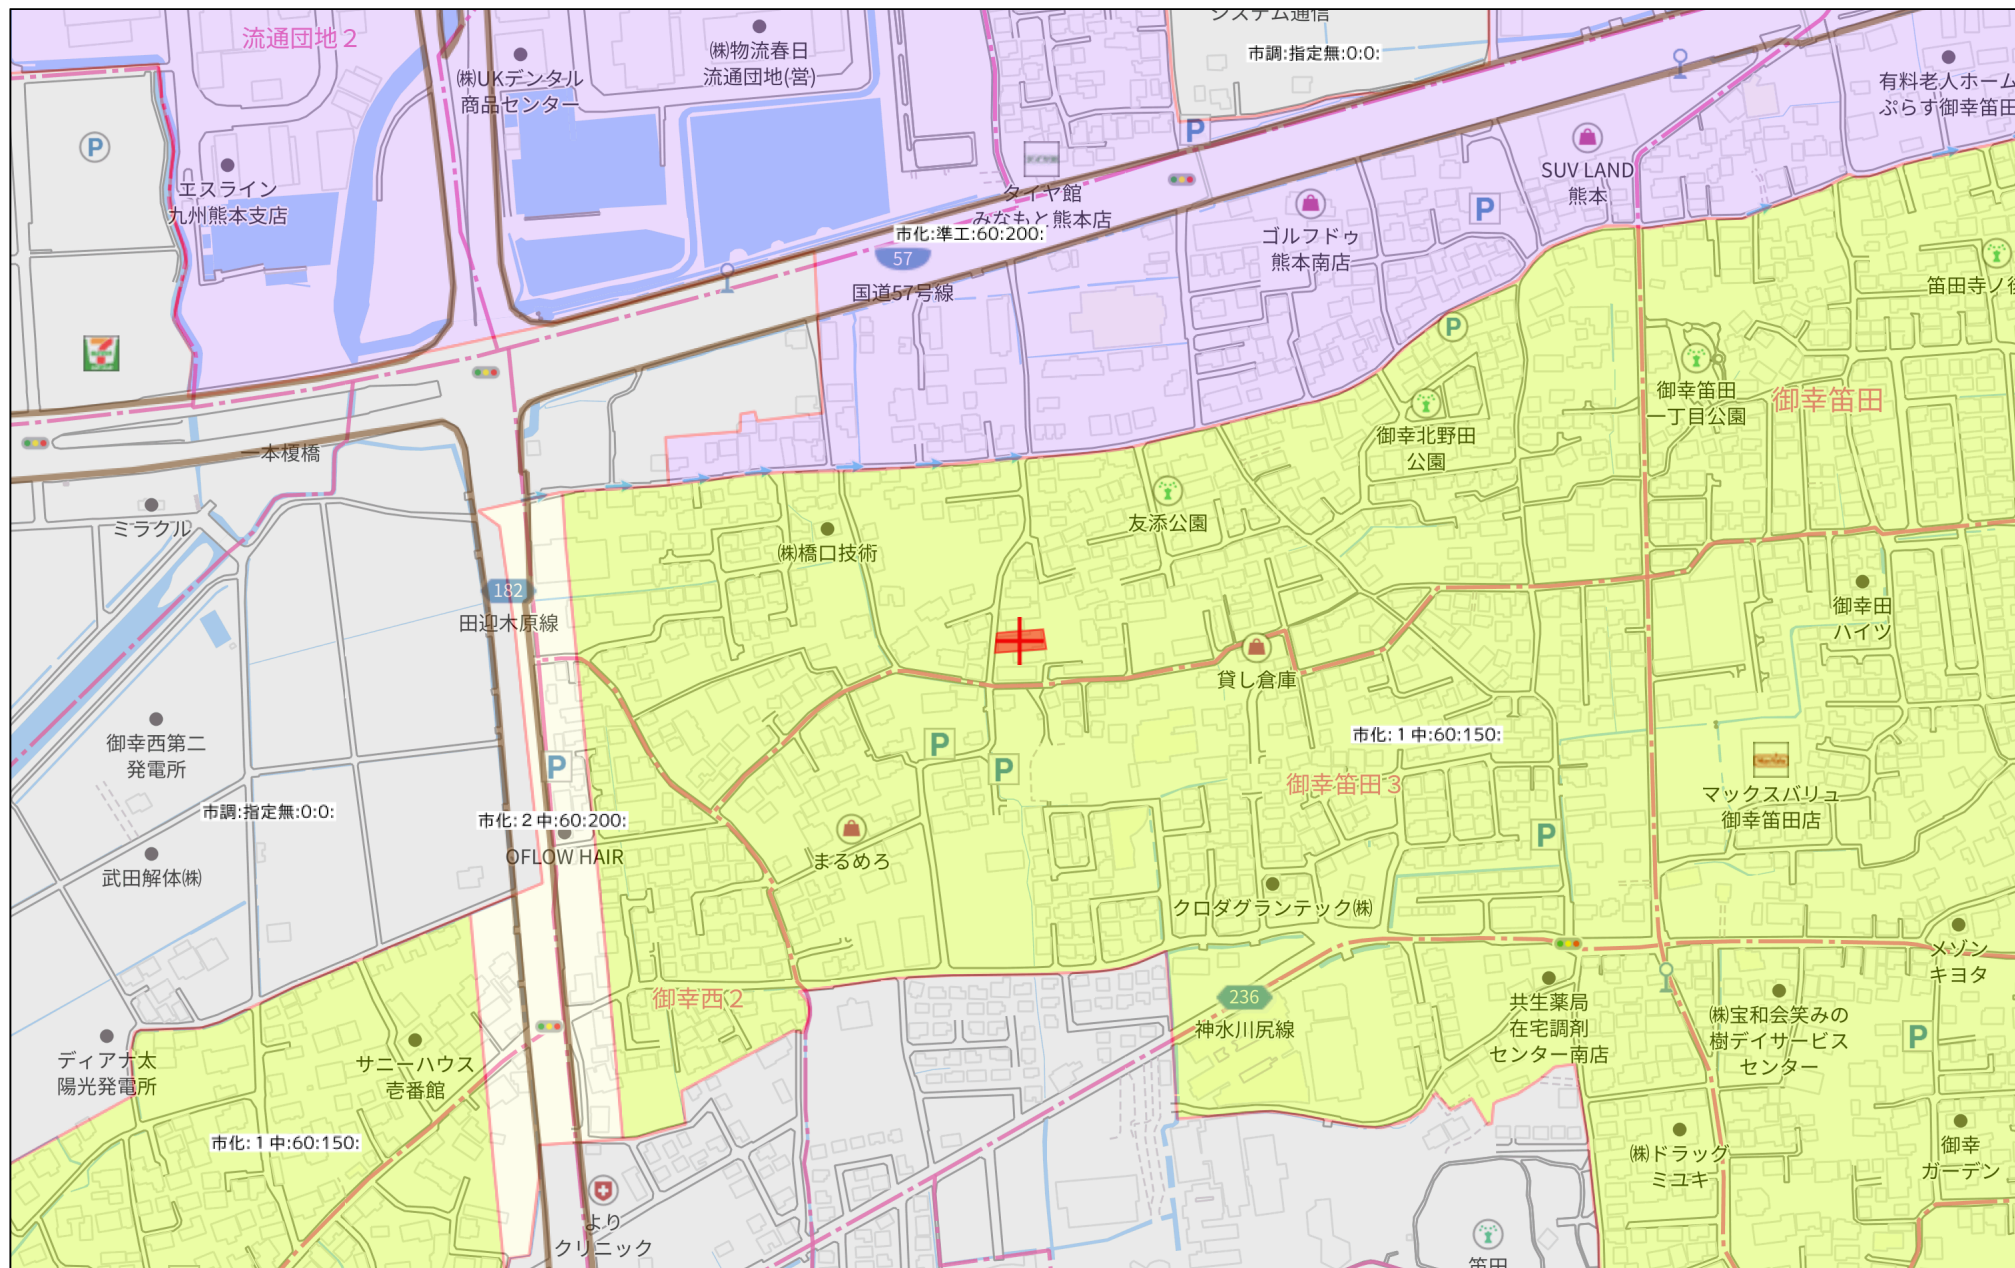 システム通信
流通団地２
市調:指定無:0:0:
㈱物流春日
流通団地(営)
㈱UKデンタル
商品センター
有料老人ホーム
ぷらす御幸笛田
P
P
エスライン
九州熊本支店
SUV LAND
熊本
タイヤ館
みなもと熊本店
P
市化:準工:60:200:
ゴルフドゥ
熊本南店
57
国道57号線
笛田寺ノ後
P
御幸笛田
一丁目公園
御幸笛田
御幸北野田
公園
一本榎橋
ミラクル
友添公園
㈱橋口技術
182
田迎木原線
御幸田
ハイツ
貸し倉庫
御幸西第二
発電所
P
P
P
市化:１中:60:150:
御幸笛田３
マックスバリュ
御幸笛田店
市調:指定無:0:0:
市化:２中:60:200:
P
OFLOW HAIR
まるめろ
武田解体㈱
クロダグランテック㈱
メゾン
キヨタ
御幸西２
236
神水川尻線
共生薬局
在宅調剤
センター南店
㈱宝和会笑みの
樹デイサービス
センター
P
ディアナ太
陽光発電所
サニーハウス
壱番館
市化:１中:60:150:
㈱ドラッグ
ミユキ
御幸
ガーデン
より
クリニック
笛田